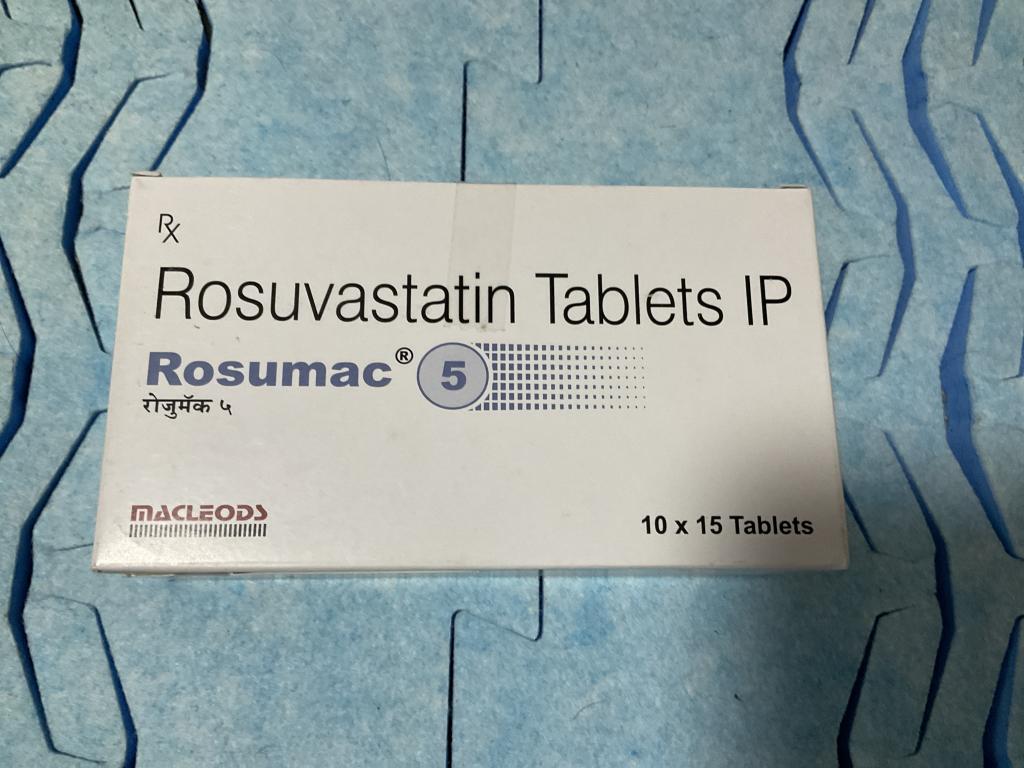 Rx
Rosuvastatin Tablets IP
Rosumac® 5
रोजुमॅक ५
MACLEODS
10 x 15 Tablets